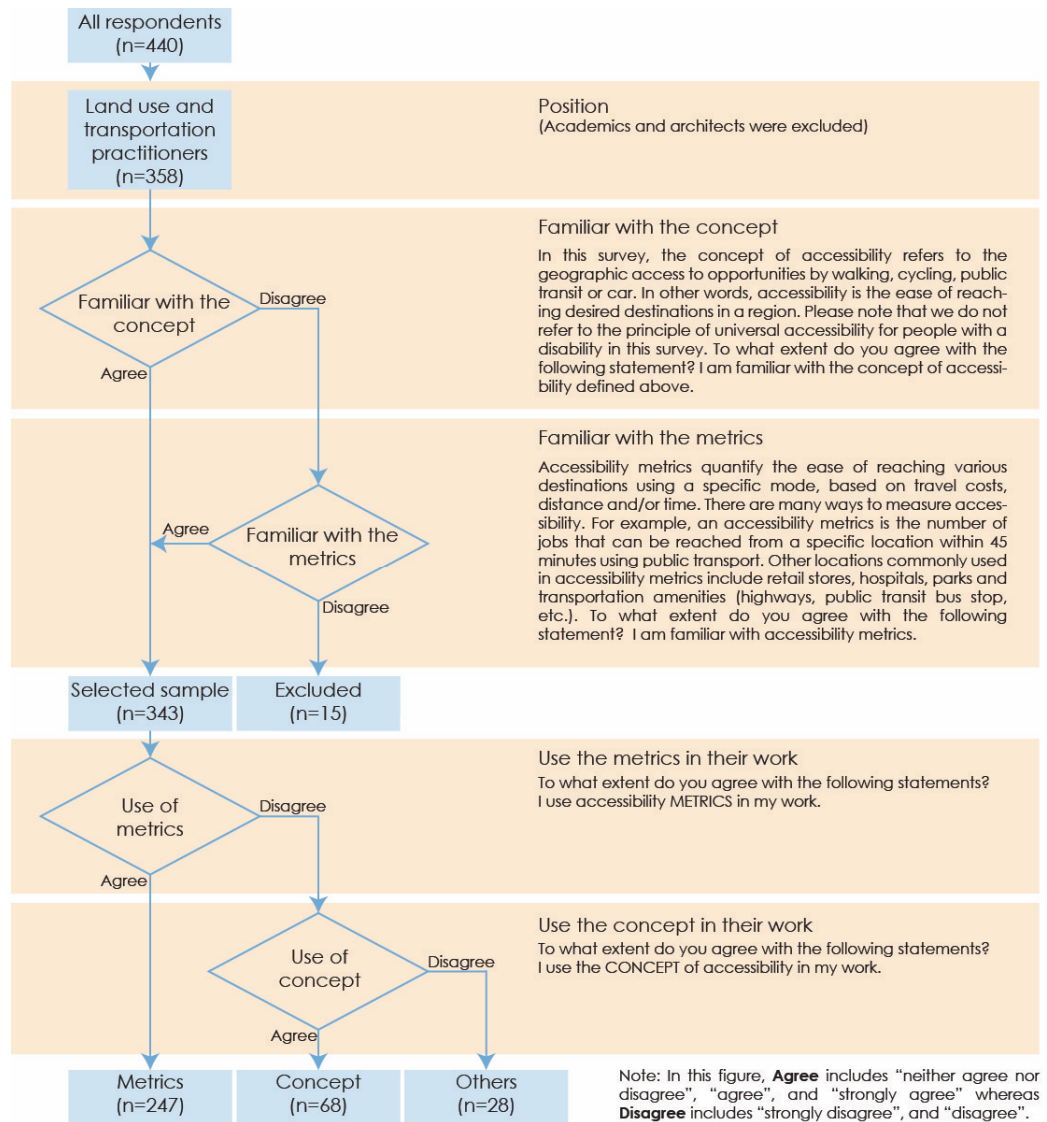 All respondents
(n=440)
Land use and
transportation
practitioners
(n=358)
Position
(Academics and architects were excluded)
Familiar with the concept
In this survey, the concept of accessibility refers to the
geographic access to opportunities by walking, cycling, public
transit or car. In other words, accessibility is the ease of reach-
ing desired destinations in a region. Please note that we do not
refer to the principle of universal accessibility for people with a
disability in this survey. To what extent do you agree with the
following statement? I am familiar with the concept of accessi-
bility defined above.
Familiar with the
concept
Disagree
Agree
Familiar with the metrics
Accessibility metrics quantify the ease of reaching various
destinations using a specific mode, based on travel costs,
distance and/or time. There are many ways to measure acces-
sibility. For example, an accessibility metrics is the number of
jobs that can be reached from a specific location within 45
minutes using public transport. Other locations commonly used
in accessibility metrics include retail stores, hospitals, parks and
transportation amenities (highways, public transit bus stop,
etc.). To what extent do you agree with the following
statement? I am familiar with accessibility metrics.
Agree
Familiar with the
metrics
Disagree
Selected sample
(n=343)
Excluded
(n=15)
Use the metrics in their work
To what extent do you agree with the following statements?
I use accessibility METRICS in my work.
Use of
metrics
Disagree
Agree
Use the concept in their work
To what extent do you agree with the following statements?
I use the CONCEPT of accessibility in my work.
Use of
concept
Disagree
Agree
Metrics
(n=247)
Concept
(n=68)
Others
(n=28)
Note: In this figure, Agree includes “neither agree nor
disagree”, “agree”, and “strongly agree” whereas
Disagree includes “strongly disagree”, and “disagree”.